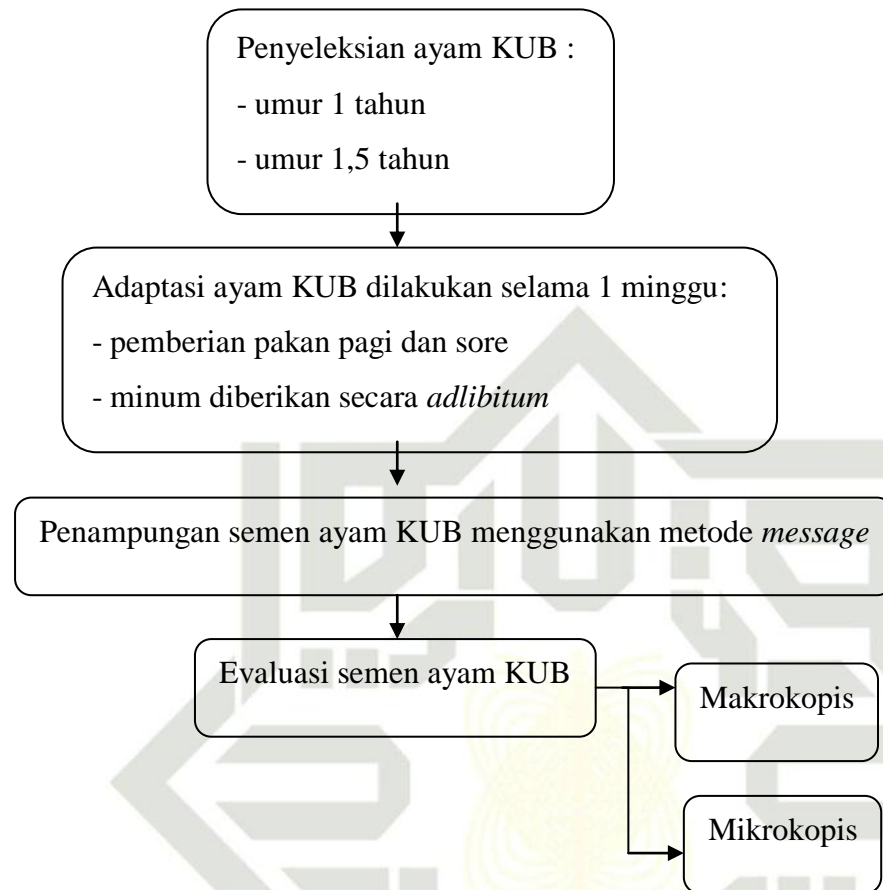 Penyeleksian ayam KUB :
- umur 1 tahun
- umur 1,5 tahun
Adaptasi ayam KUB dilakukan selama 1 minggu:
- pemberian pakan pagi dan sore
- minum diberikan secara adlibitum
Penampungan semen ayam KUB menggunakan metode message
Evaluasi semen ayam KUB
Makrokopis
Mikrokopis